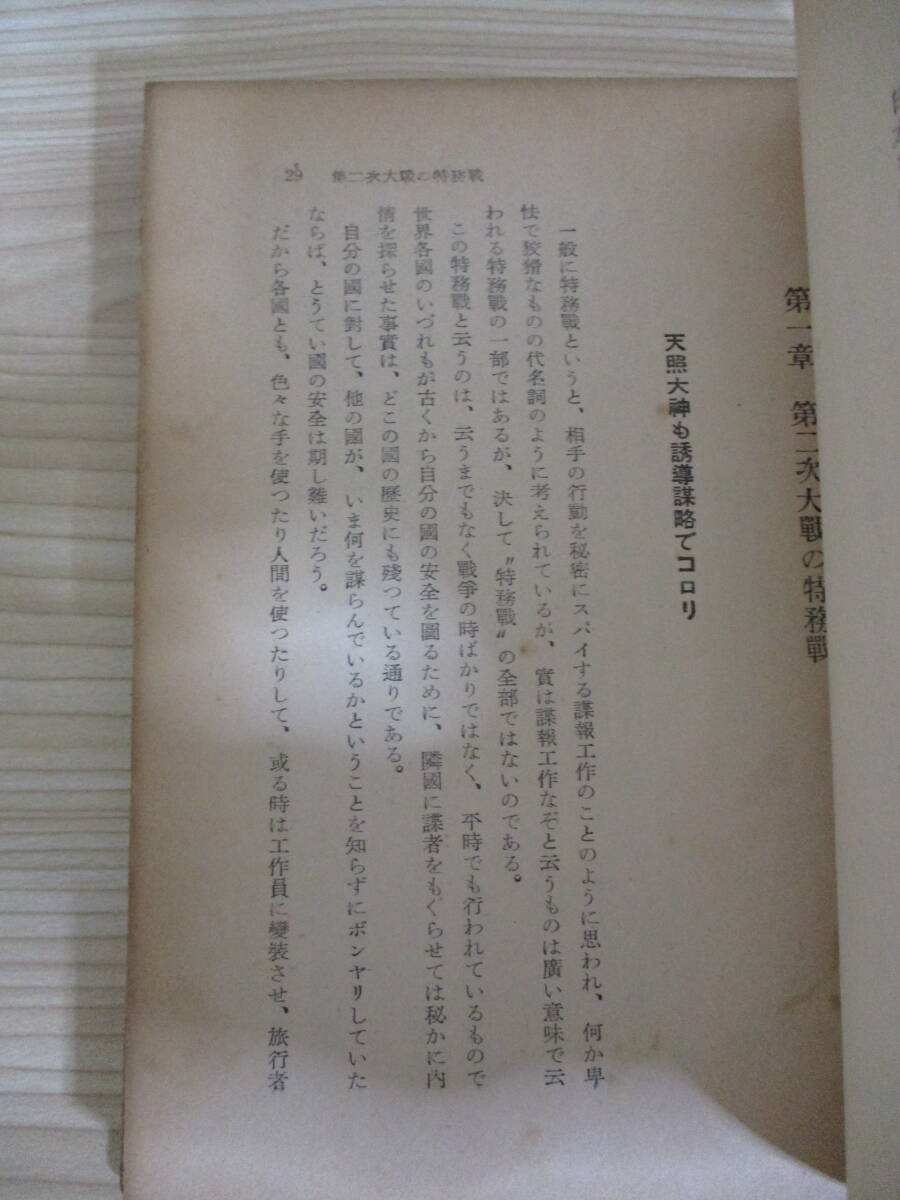 第一章　第二次大戰の特務戰
天照大神も誘導謀略でコロリ
一般に特務戰というと、相手の行動を秘密にスパイする諜報工作のことのように思われ、何か卑
怯で狡猾なものの代名詞のように考えられているが、實は諜報工作なぞと云うものは廣い意味で云
われる特務戰の一部ではあるが、決して〝特務戰〟の全部ではないのである。
この特務戰と云うのは、云うまでもなく戰爭の時ばかりではなく、平時でも行われているもので
世界各國のいづれもが古くから自分の國の安全を圖るために、隣國に諜者をもぐらせては秘かに内
情を探らせた事實は、どこの國の歴史にも殘つている通りである。
自分の國に對して、他の國が、いま何を謀らんでいるかということを知らずにボンヤリしていた
ならば、とうてい國の安全は期し難いだろう。
だから各國とも、色々な手を使つたり人間を使つたりして、或る時は工作員に變裝させ、旅行者
29　第二次大戰の特務戰